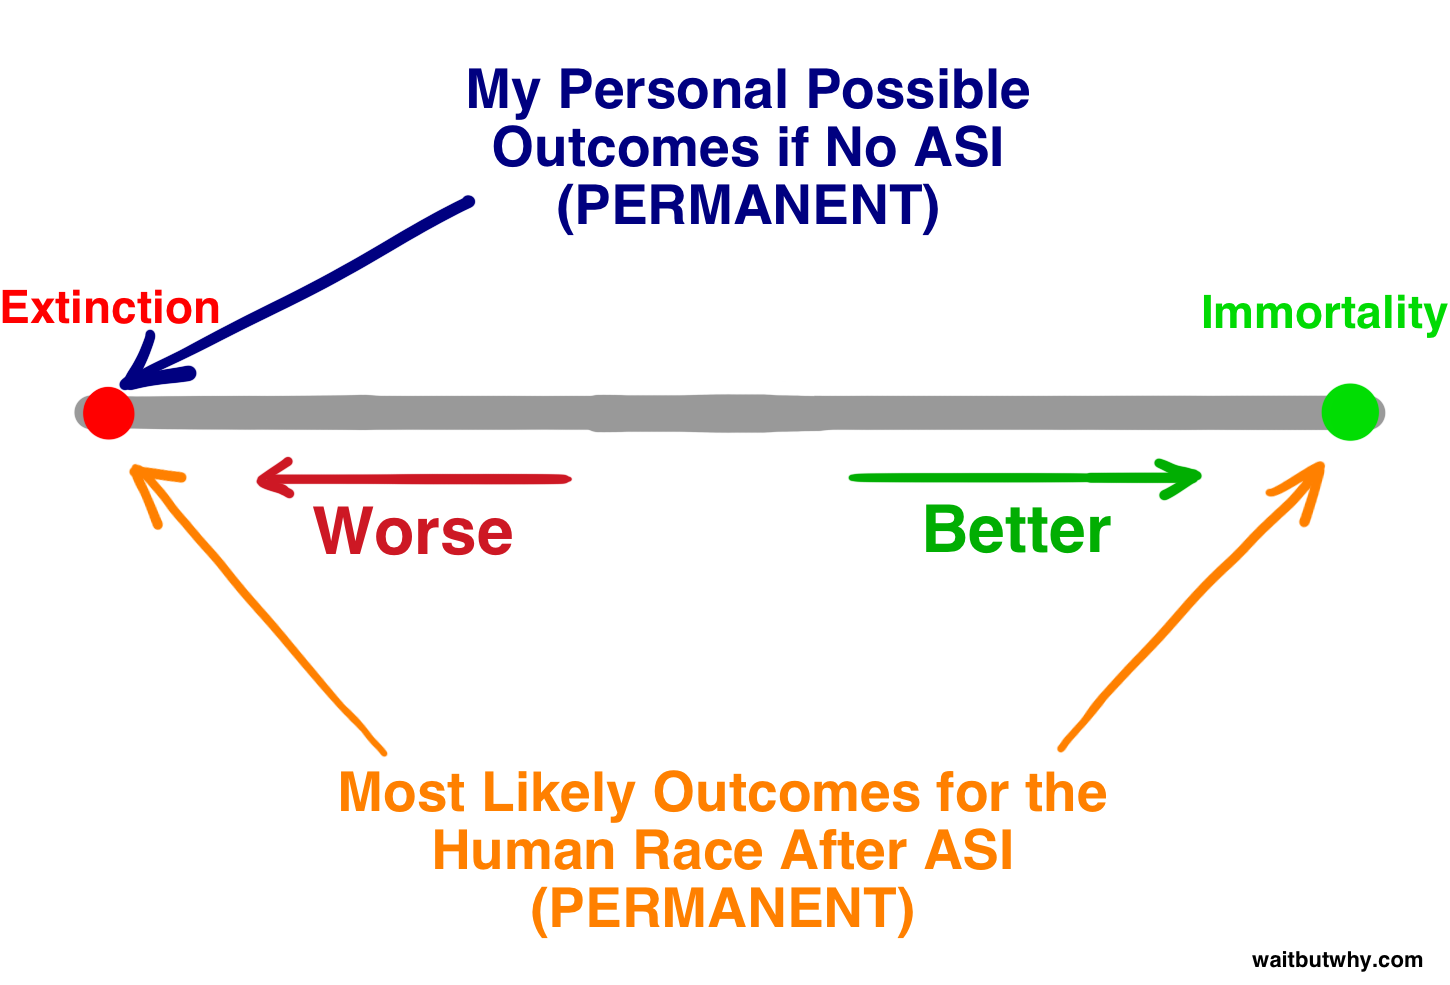 My Personal Possible
Outcomes if No ASI
(PERMANENT)
Extinction
Immortality
Worse
Better
Most Likely Outcomes for the
Human Race After ASI
(PERMANENT)
waitbutwhy.com